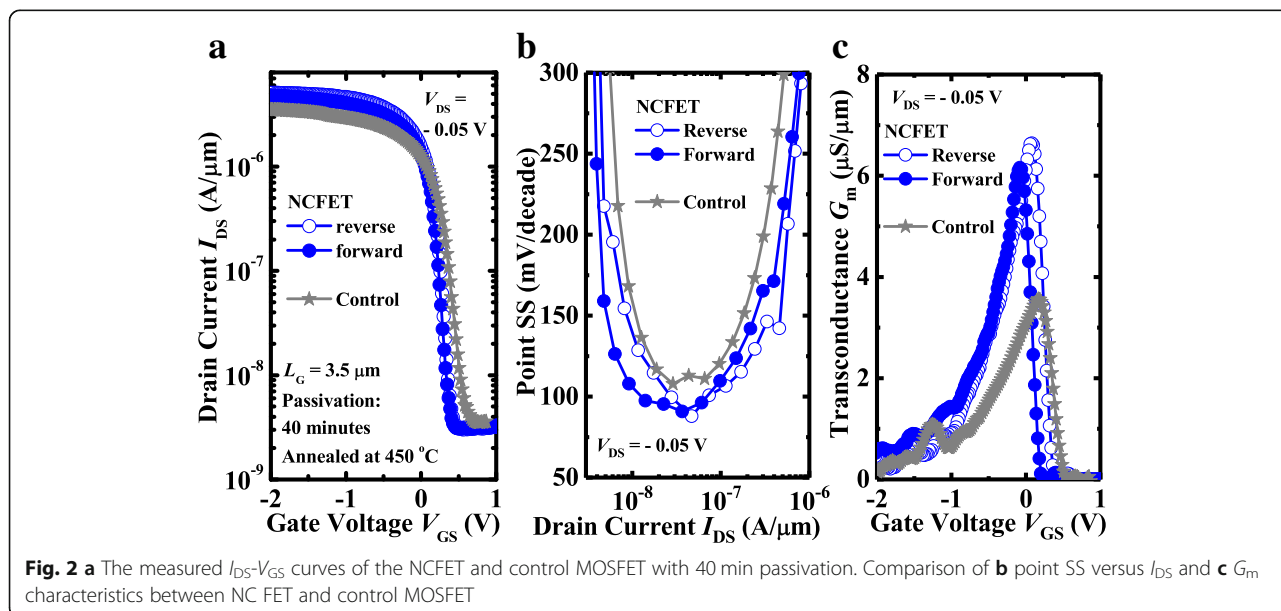 a
Drain Current I_DS (A/μm)
10⁻⁶
10⁻⁷
10⁻⁸
10⁻⁹
V_DS =
- 0.05 V
NCFET
reverse
forward
Control
L_G = 3.5 μm
Passivation:
40 minutes
Annealed at 450 °C
-2 -1 0 1
Gate Voltage V_GS (V)
b
Point SS (mV/decade)
300
250
200
150
100
50
NCFET
Reverse
Forward
Control
V_DS = - 0.05 V
10⁻⁸ 10⁻⁷ 10⁻⁶
Drain Current I_DS (A/μm)
c
Transconductance G_m (μS/μm)
8
6
4
2
0
V_DS = - 0.05 V
NCFET
Reverse
Forward
Control
-2 -1 0 1
Gate Voltage V_GS (V)
Fig. 2 a The measured I_DS-V_GS curves of the NCFET and control MOSFET with 40 min passivation. Comparison of b point SS versus I_DS and c G_m
characteristics between NC FET and control MOSFET